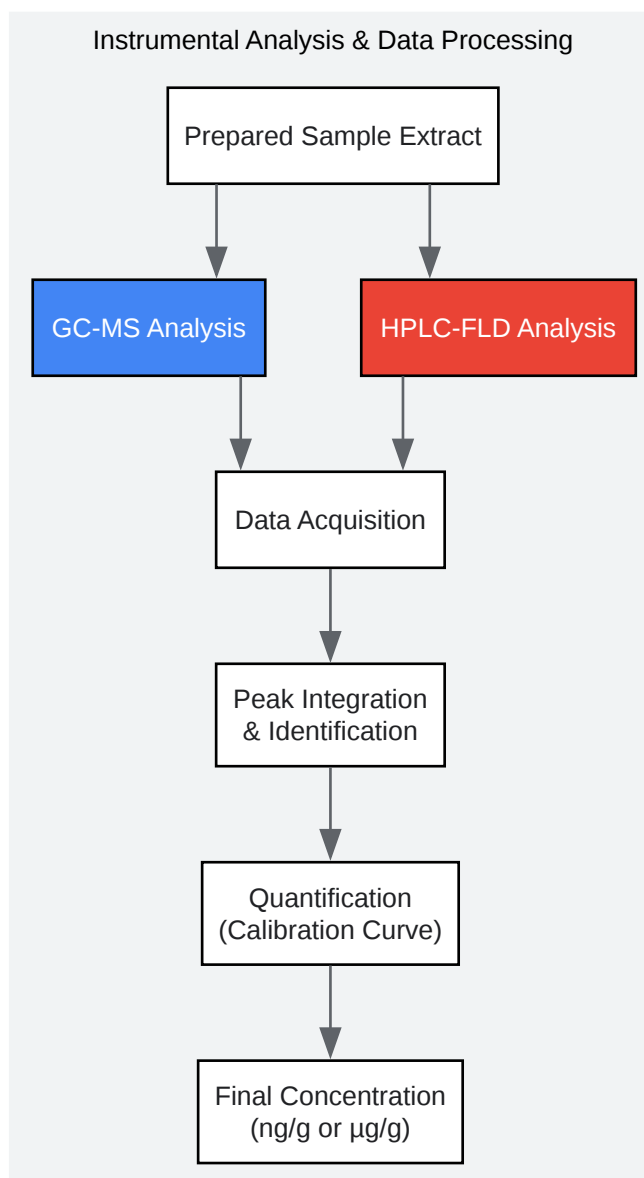 Instrumental Analysis & Data Processing
Prepared Sample Extract
GC-MS Analysis
HPLC-FLD Analysis
Data Acquisition
Peak Integration
& Identification
Quantification
(Calibration Curve)
Final Concentration
(ng/g or µg/g)